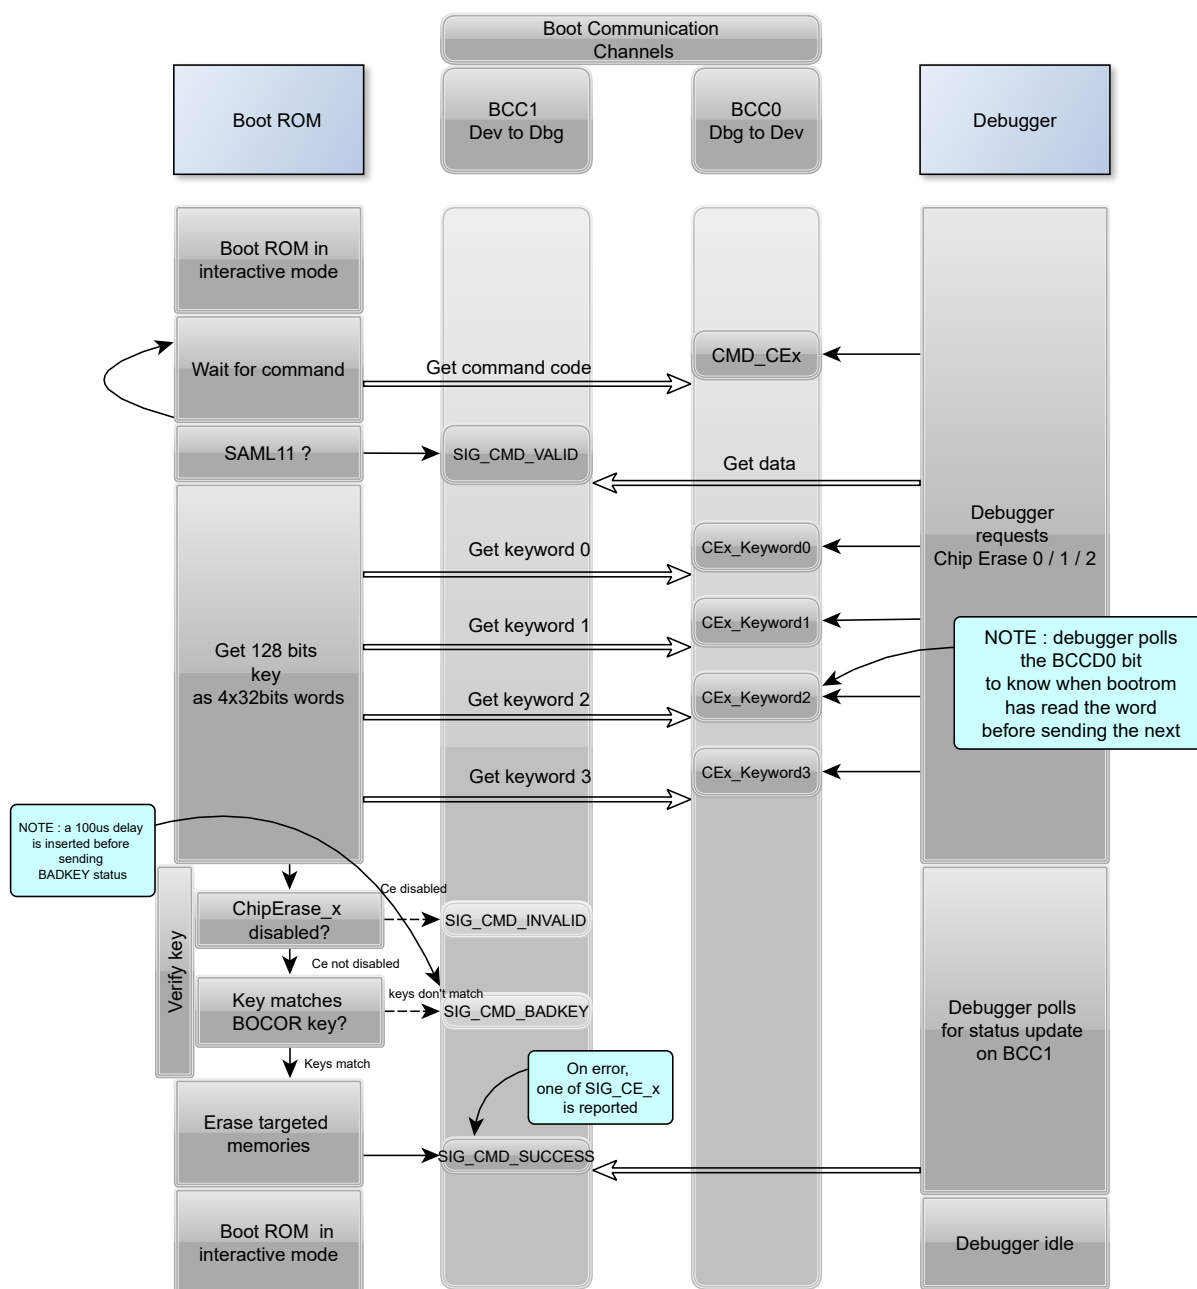 Boot Communication
Channels
Boot ROM
BCC1
Dev to Dbg
BCC0
Dbg to Dev
Debugger
Boot ROM in
interactive mode
Wait for command
Get command code
CMD_CEx
SAML11 ?
SIG_CMD_VALID
Get data
Debugger
requests
Chip Erase 0 / 1 / 2
Get keyword 0
CEx_Keyword0
Get keyword 1
CEx_Keyword1
Get 128 bits
key
as 4x32bits words
Get keyword 2
CEx_Keyword2
NOTE : debugger polls
the BCCD0 bit
to know when bootrom
has read the word
before sending the next
Get keyword 3
CEx_Keyword3
NOTE : a 100us delay
is inserted before
sending
BADKEY status
Verify key
ChipErase_x
disabled?
Ce disabled
SIG_CMD_INVALID
Ce not disabled
Key matches
BOCOR key?
keys don't match
SIG_CMD_BADKEY
Debugger polls
for status update
on BCC1
Keys match
On error,
one of SIG_CE_x
is reported
Erase targeted
memories
SIG_CMD_SUCCESS
Boot ROM  in
interactive mode
Debugger idle